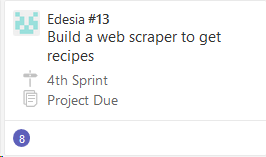 Edesia #13
Build a web scraper to get
recipes
4th Sprint
Project Due
8